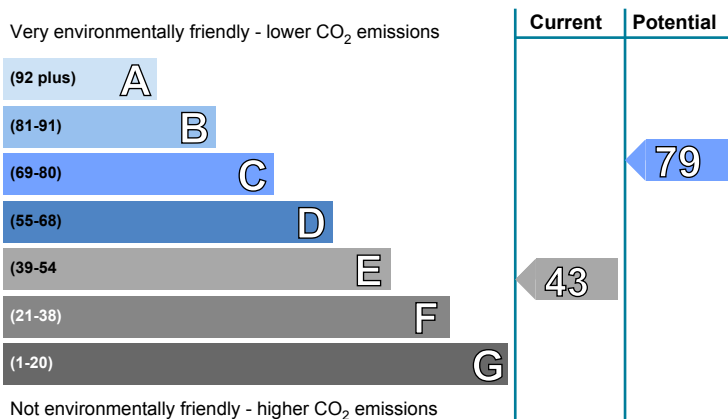 Very environmentally friendly - lower CO2 emissions
Current
Potential
(92 plus) A
(81-91) B
(69-80) C
79
(55-68) D
(39-54 E
43
(21-38) F
(1-20) G
Not environmentally friendly - higher CO2 emissions